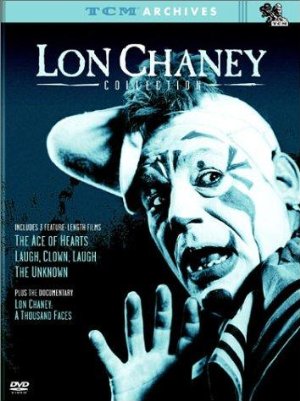 TCM ARCHIVES
TCM
LON CHANEY
COLLECTION
INCLUDES 3 FEATURE-LENGTH FILMS
THE ACE OF HEARTS
LAUGH, CLOWN, LAUGH
THE UNKNOWN
PLUS THE DOCUMENTARY
LON CHANEY:
A THOUSAND FACES
DVD